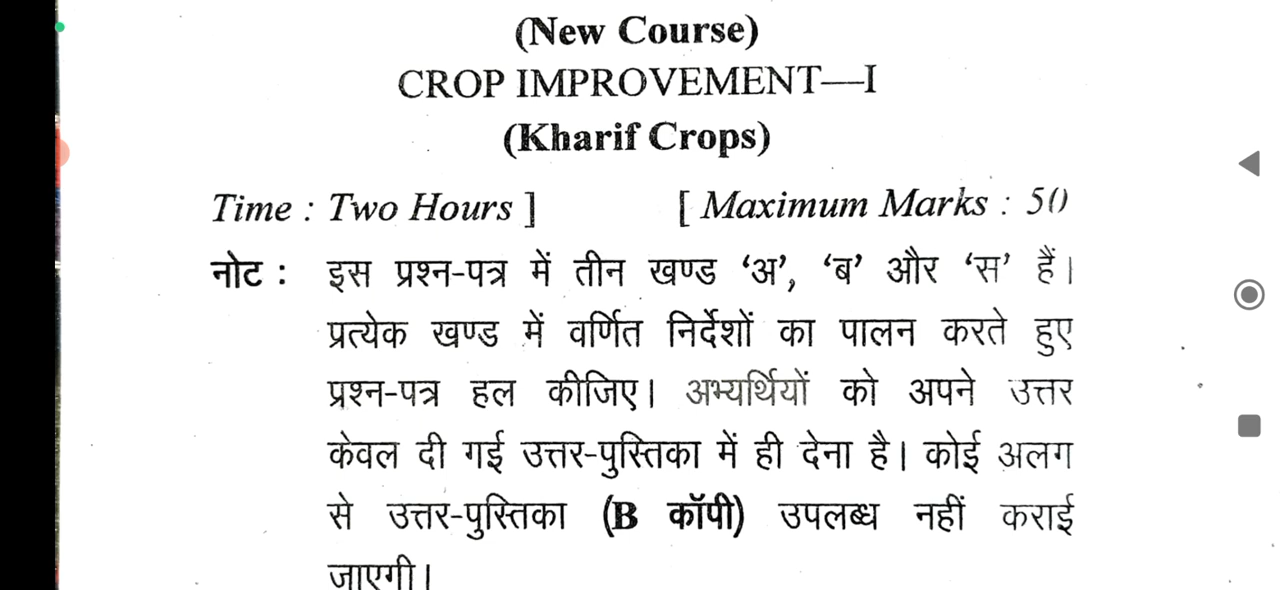 (New Course)
CROP IMPROVEMENT—I
(Kharif Crops)
Time : Two Hours ] [ Maximum Marks : 50
नोट : इस प्रश्न-पत्र में तीन खण्ड ‘अ’, ‘ब’ और ‘स’ हैं।
प्रत्येक खण्ड में वर्णित निर्देशों का पालन करते हुए
प्रश्न-पत्र हल कीजिए। अभ्यर्थियों को अपने उत्तर
केवल दी गई उत्तर-पुस्तिका में ही देना है। कोई अलग
से उत्तर-पुस्तिका (B कॉपी) उपलब्ध नहीं कराई
जाएगी।